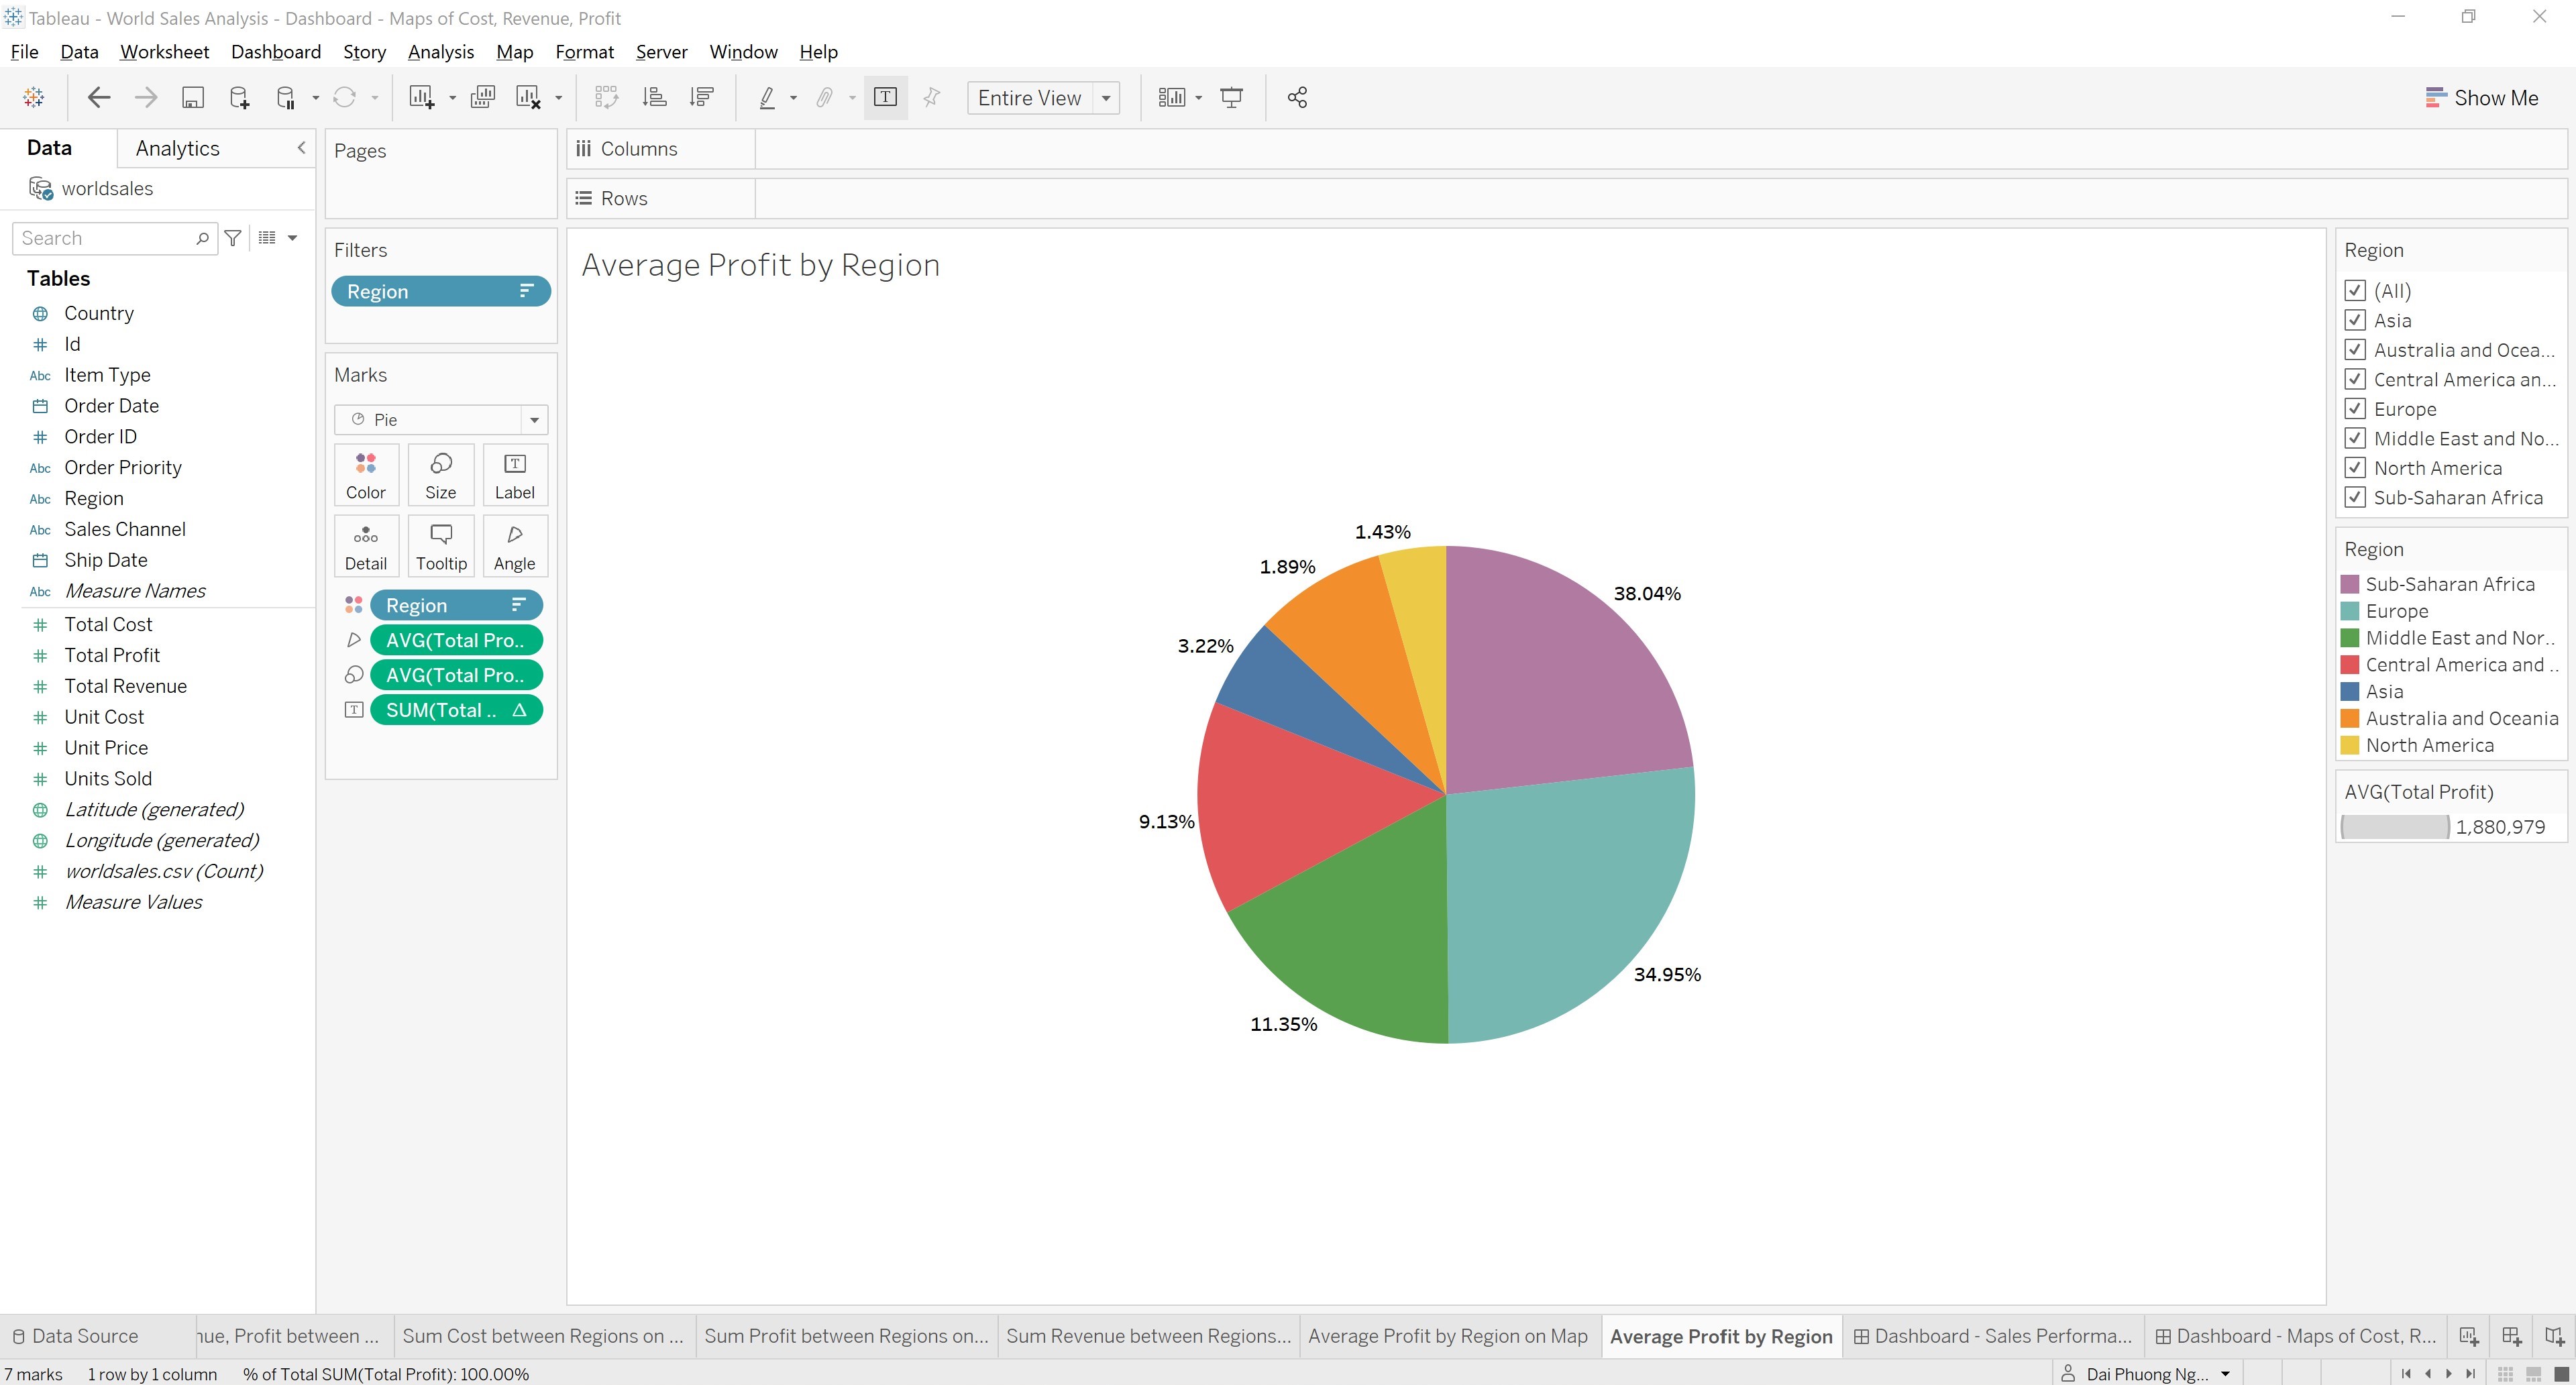 Tableau - World Sales Analysis - Dashboard - Maps of Cost, Revenue, Profit
File Data Worksheet Dashboard Story Analysis Map Format Server Window Help
Entire View
Show Me
Data Analytics
worldsales
Search
Tables
Country
Id
Abc Item Type
Order Date
Order ID
Abc Order Priority
Abc Region
Abc Sales Channel
Ship Date
Abc Measure Names
Total Cost
Total Profit
Total Revenue
Unit Cost
Unit Price
Units Sold
Latitude (generated)
Longitude (generated)
worldsales.csv (Count)
Measure Values
Pages
Filters
Region
Marks
Pie
Color Size Label
Detail Tooltip Angle
Region
AVG(Total Pro..
AVG(Total Pro..
SUM(Total ..
Columns
Rows
Average Profit by Region
1.43%
1.89%
38.04%
3.22%
9.13%
34.95%
11.35%
Region
(All)
Asia
Australia and Ocea...
Central America an...
Europe
Middle East and No...
North America
Sub-Saharan Africa
Region
Sub-Saharan Africa
Europe
Middle East and Nor..
Central America and ..
Asia
Australia and Oceania
North America
AVG(Total Profit)
1,880,979
Data Source nue, Profit between ... Sum Cost between Regions on ... Sum Profit between Regions on... Sum Revenue between Regions... Average Profit by Region on Map Average Profit by Region Dashboard - Sales Performa... Dashboard - Maps of Cost, R...
7 marks 1 row by 1 column % of Total SUM(Total Profit): 100.00% Dai Phuong Ng...